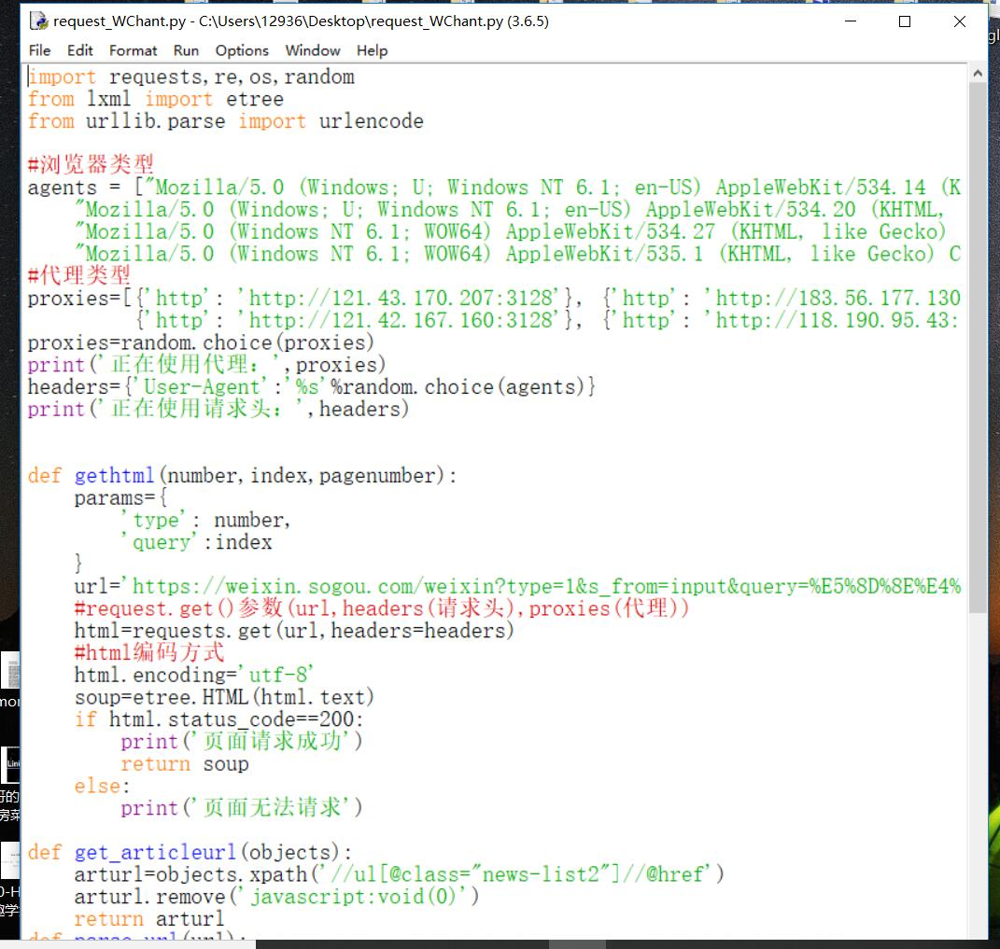 request_WChant.py - C:\Users\12936\Desktop\request_WChant.py (3.6.5)
File Edit Format Run Options Window Help
import requests,re,os,random
from lxml import etree
from urllib.parse import urlencode
#浏览器类型
agents = ["Mozilla/5.0 (Windows; U; Windows NT 6.1; en-US) AppleWebKit/534.14 (K
"Mozilla/5.0 (Windows; U; Windows NT 6.1; en-US) AppleWebKit/534.20 (KHTML,
"Mozilla/5.0 (Windows NT 6.1; WOW64) AppleWebKit/534.27 (KHTML, like Gecko)
"Mozilla/5.0 (Windows NT 6.1; WOW64) AppleWebKit/535.1 (KHTML, like Gecko) C
#代理类型
proxies=[{'http': 'http://121.43.170.207:3128'}, {'http': 'http://183.56.177.130
{'http': 'http://121.42.167.160:3128'}, {'http': 'http://118.190.95.43:
proxies=random.choice(proxies)
print('正在使用代理：',proxies)
headers={'User-Agent':'%s'%random.choice(agents)}
print('正在使用请求头：',headers)
def gethtml(number,index,pagenumber):
params={
'type': number,
'query':index
}
url='https://weixin.sogou.com/weixin?type=1&s_from=input&query=%E5%8D%8E%E4%
#request.get()参数(url,headers(请求头),proxies(代理))
html=requests.get(url,headers=headers)
#html编码方式
html.encoding='utf-8'
soup=etree.HTML(html.text)
if html.status_code==200:
print('页面请求成功')
return soup
else:
print('页面无法请求')
def get_articleurl(objects):
arturl=objects.xpath('//ul[@class="news-list2"]//@href')
arturl.remove('javascript:void(0)')
return arturl
def parse_url(url):